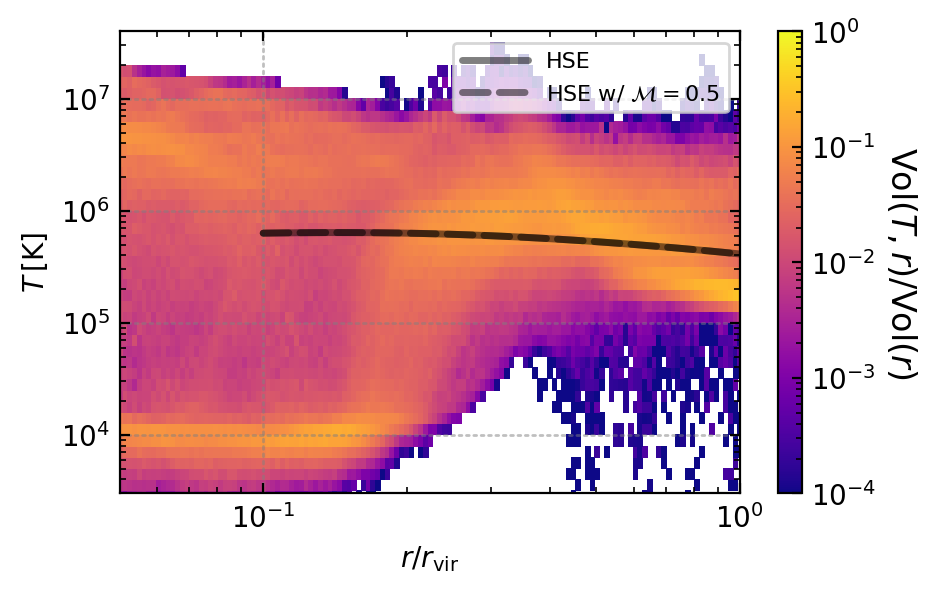 HSE
HSE w/ ℳ = 0.5
10⁷
10⁶
10⁵
10⁴
T [K]
10⁻¹
10⁰
r/r_vir
10⁰
10⁻¹
10⁻²
10⁻³
10⁻⁴
Vol(T, r)/Vol(r)